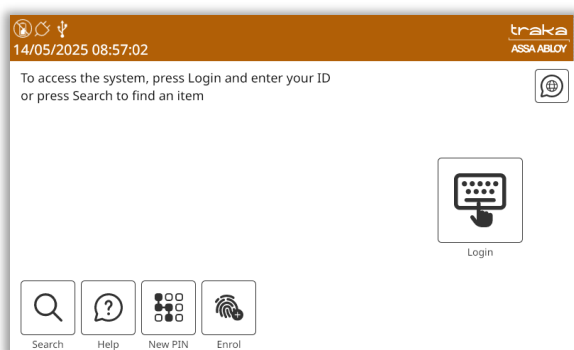 traka
14/05/2025 08:57:02
ASSA ABLOY
To access the system, press Login and enter your ID
or press Search to find an item
Login
Search
Help
New PIN
Enrol